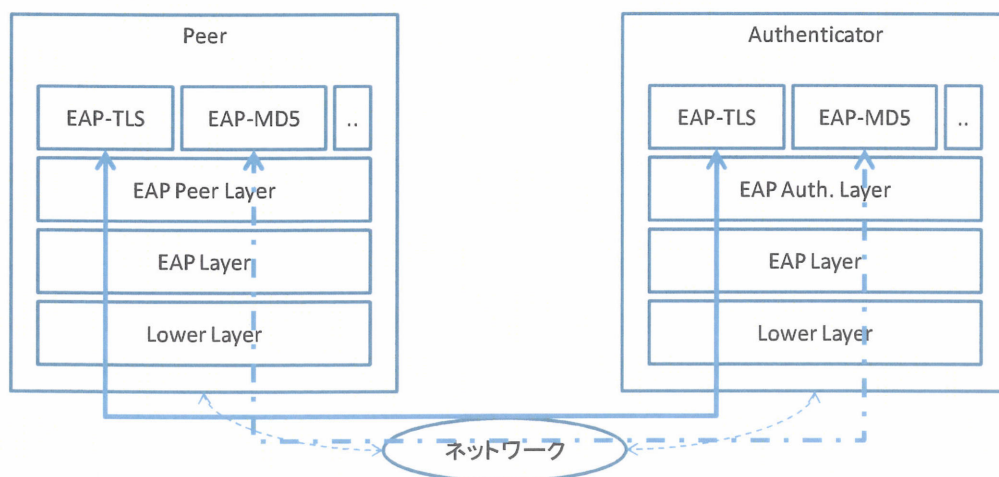 Peer
EAP-TLS
EAP-MD5
..
EAP Peer Layer
EAP Layer
Lower Layer
Authenticator
EAP-TLS
EAP-MD5
..
EAP Auth. Layer
EAP Layer
Lower Layer
ネットワーク